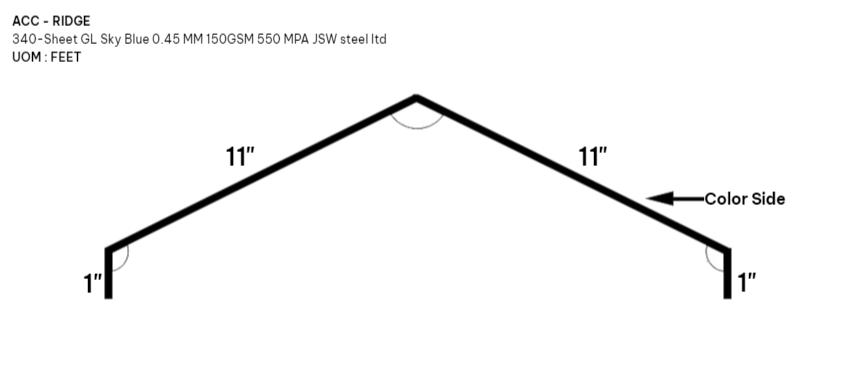 ACC - RIDGE
340-Sheet GL Sky Blue 0.45 MM 150GSM 550 MPA JSW steel ltd
UOM : FEET
11"
11"
Color Side
1"
1"